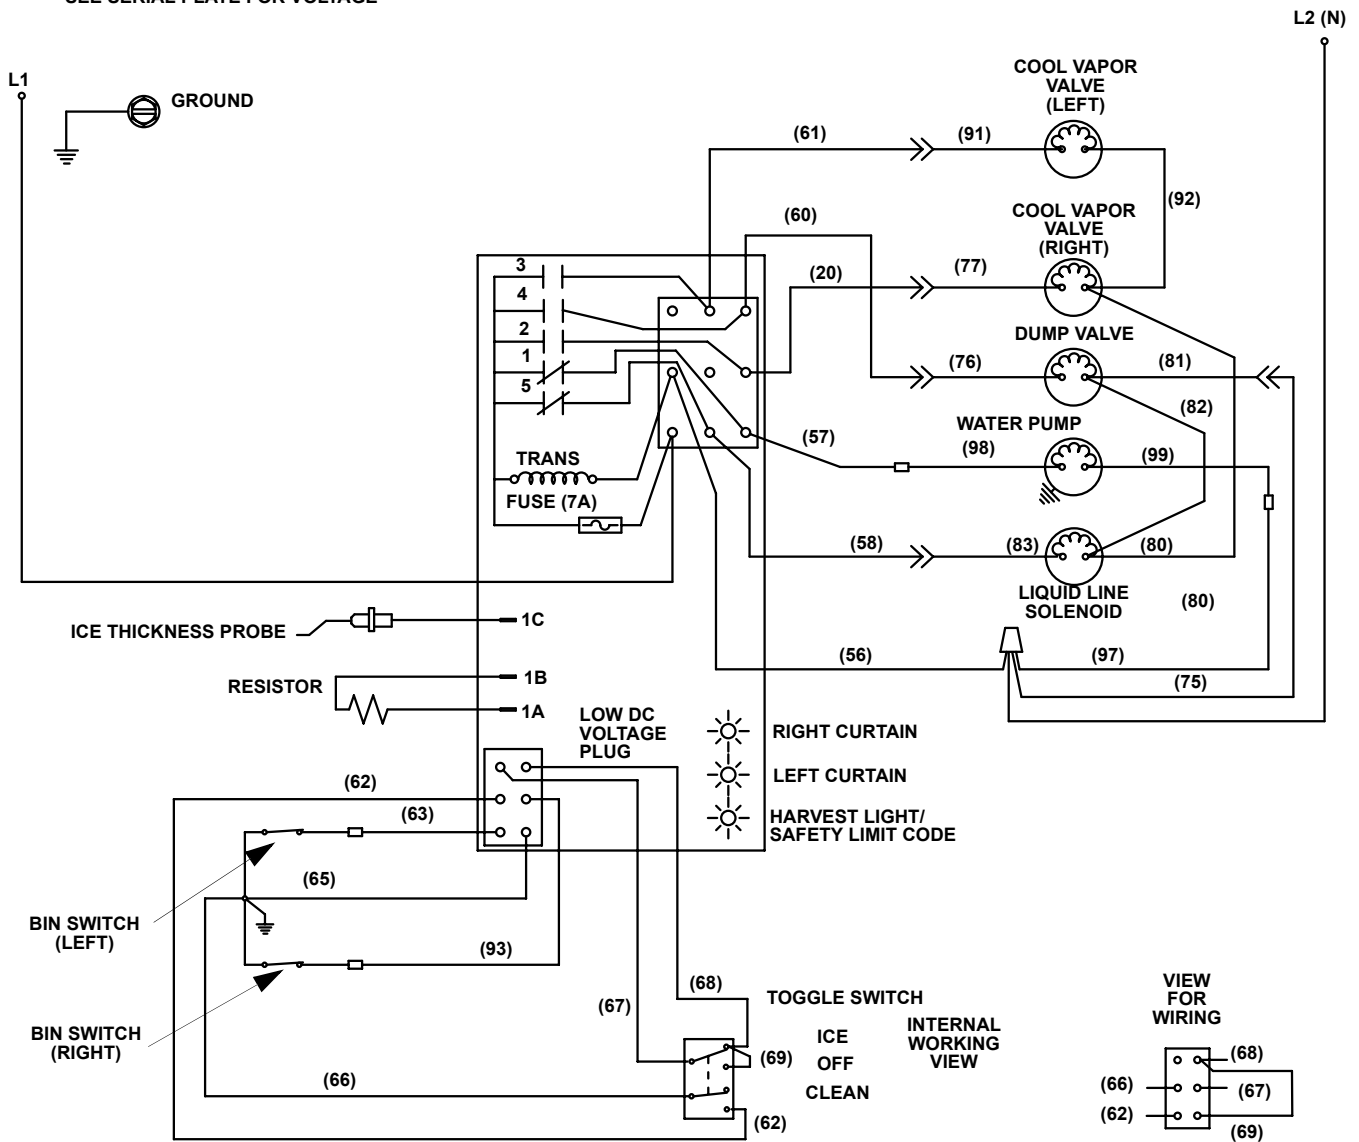 SEE SERIAL PLATE FOR VOLTAGE
L2 (N)
L1
GROUND
COOL VAPOR
VALVE
(LEFT)
(61)
(91)
(92)
COOL VAPOR
VALVE
(RIGHT)
(60)
(20)
(77)
3
4
2
1
5
DUMP VALVE
(76)
(81)
(82)
WATER PUMP
(57)
(98)
(99)
TRANS
FUSE (7A)
(58)
(83)
(80)
LIQUID LINE
SOLENOID
(80)
ICE THICKNESS PROBE
1C
(56)
(97)
(75)
RESISTOR
1B
1A
LOW DC
VOLTAGE
PLUG
RIGHT CURTAIN
LEFT CURTAIN
HARVEST LIGHT/
SAFETY LIMIT CODE
(62)
(63)
(65)
BIN SWITCH
(LEFT)
(93)
BIN SWITCH
(RIGHT)
(67)
(68)
TOGGLE SWITCH
ICE
OFF
CLEAN
INTERNAL
WORKING
VIEW
(69)
(66)
(62)
VIEW
FOR
WIRING
(68)
(66)
(67)
(62)
(69)